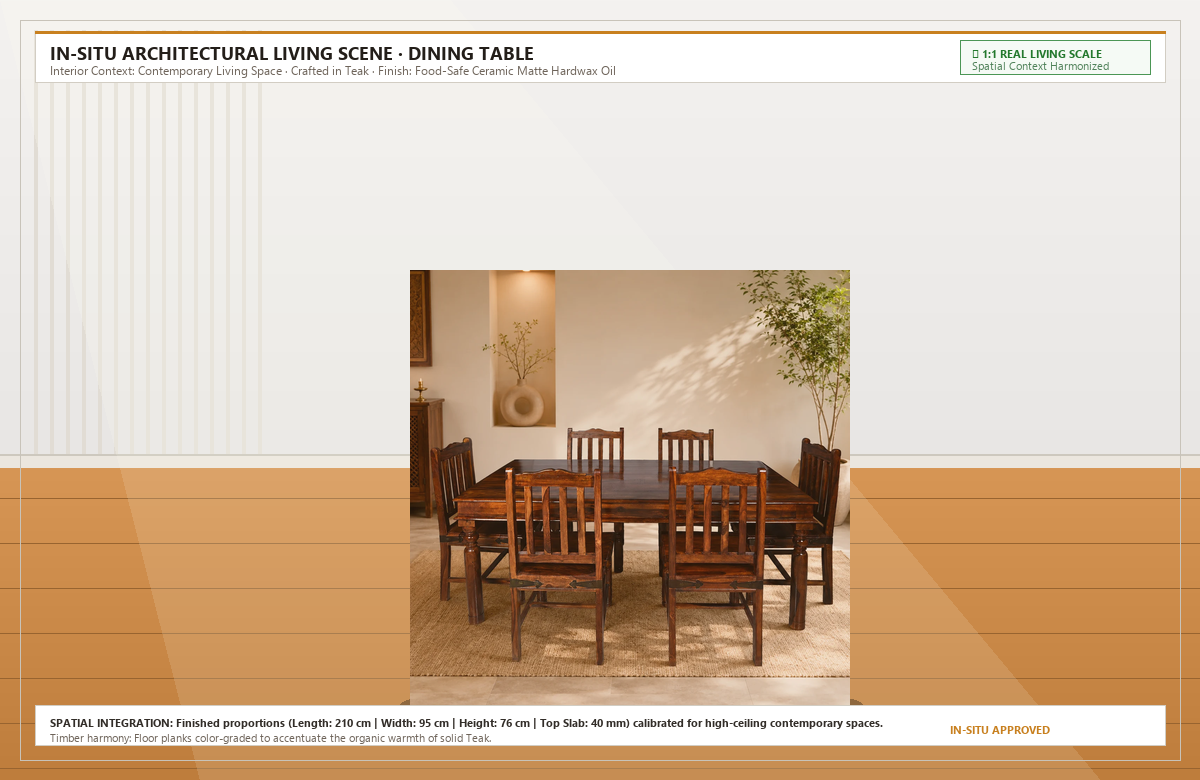 IN-SITU ARCHITECTURAL LIVING SCENE · DINING TABLE
Interior Context: Contemporary Living Space · Crafted in Teak · Finish: Food-Safe Ceramic Matte Hardwax Oil
1:1 REAL LIVING SCALE
Spatial Context Harmonized
SPATIAL INTEGRATION: Finished proportions (Length: 210 cm | Width: 95 cm | Height: 76 cm | Top Slab: 40 mm) calibrated for high-ceiling contemporary spaces.
Timber harmony: Floor planks color-graded to accentuate the organic warmth of solid Teak.
IN-SITU APPROVED